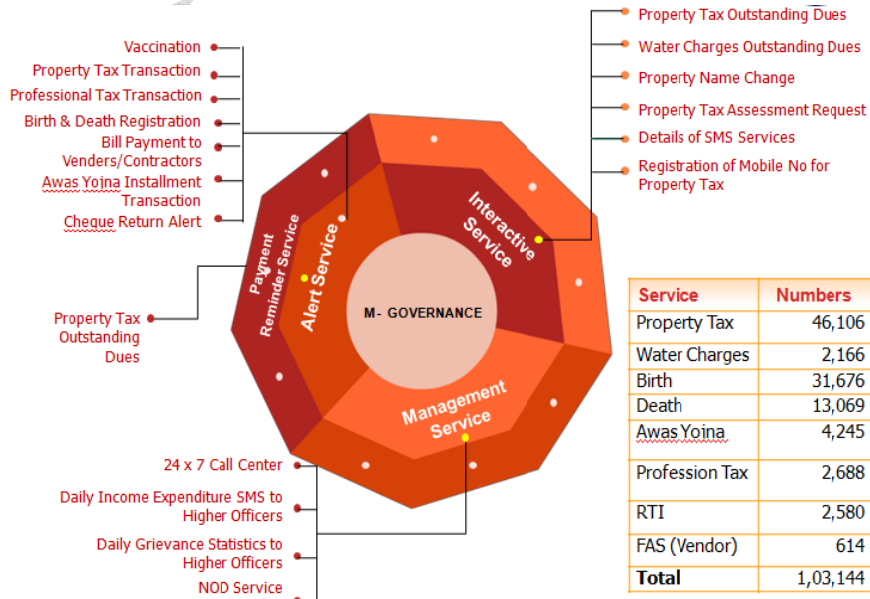 Vaccination
Property Tax Transaction
Professional Tax Transaction
Birth & Death Registration
Bill Payment to
Venders/Contractors
Awas Yojna Installment
Transaction
Cheque Return Alert
Property Tax
Outstanding
Dues
Payment
Reminder Service
Alert Service
M- GOVERNANCE
Interactive
Service
Management
Service
Property Tax Outstanding Dues
Water Charges Outstanding Dues
Property Name Change
Property Tax Assessment Request
Details of SMS Services
Registration of Mobile No for
Property Tax
24 x 7 Call Center
Daily Income Expenditure SMS to
Higher Officers
Daily Grievance Statistics to
Higher Officers
NOD Service
Service Numbers
Property Tax 46,106
Water Charges 2,166
Birth 31,676
Death 13,069
Awas Yojna 4,245
Profession Tax 2,688
RTI 2,580
FAS (Vendor) 614
Total 1,03,144